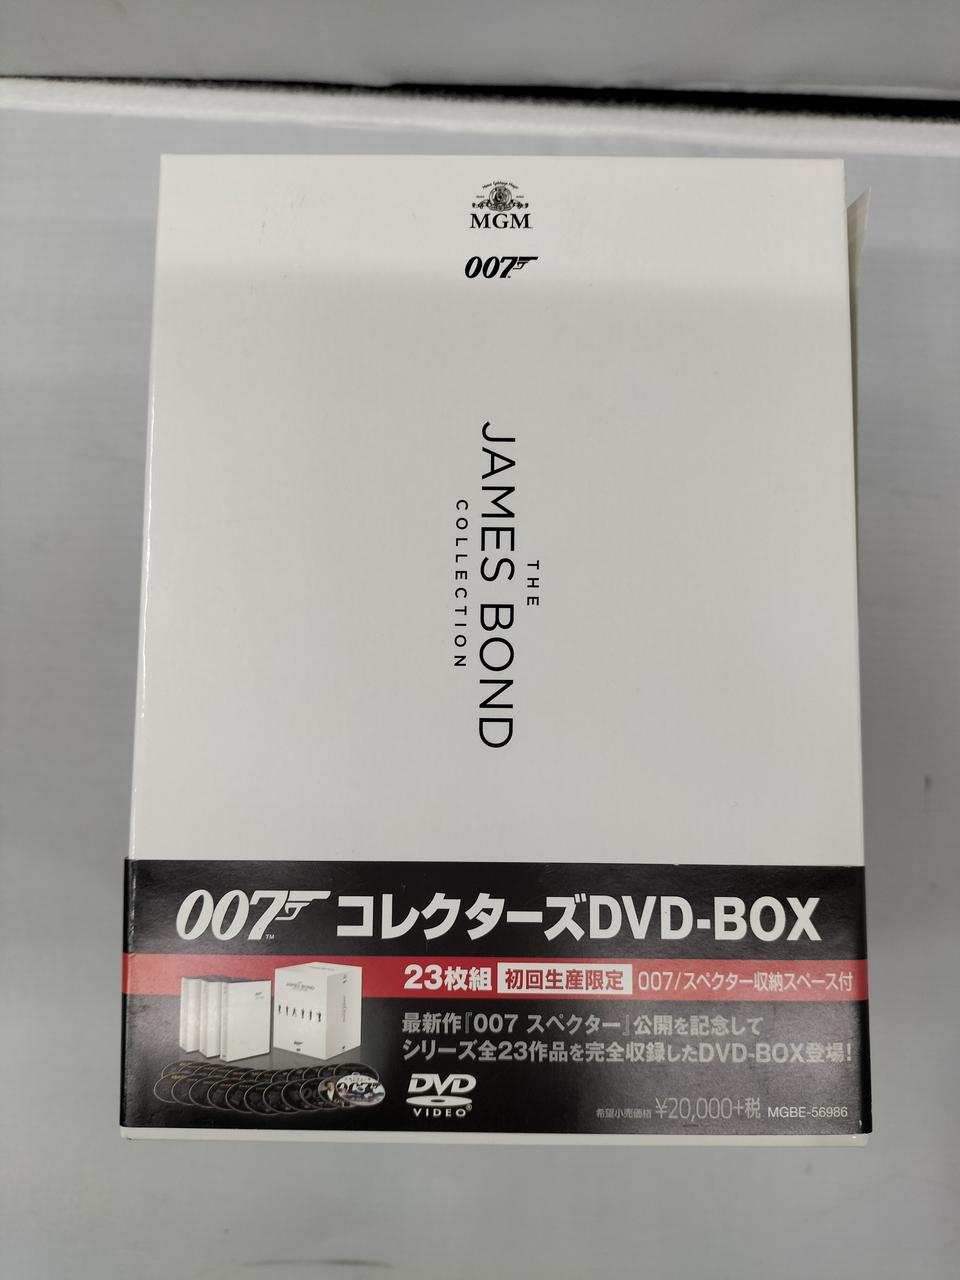 MGM
007
THE
JAMES BOND
COLLECTION
007 コレクターズDVD-BOX
TM
23枚組 初回生産限定 007/スペクター収納スペース付
最新作『007 スペクター』公開を記念して
シリーズ全23作品を完全収録したDVD-BOX登場!
DVD
VIDEO®
希望小売価格 ¥20,000+税 MGBE-56986